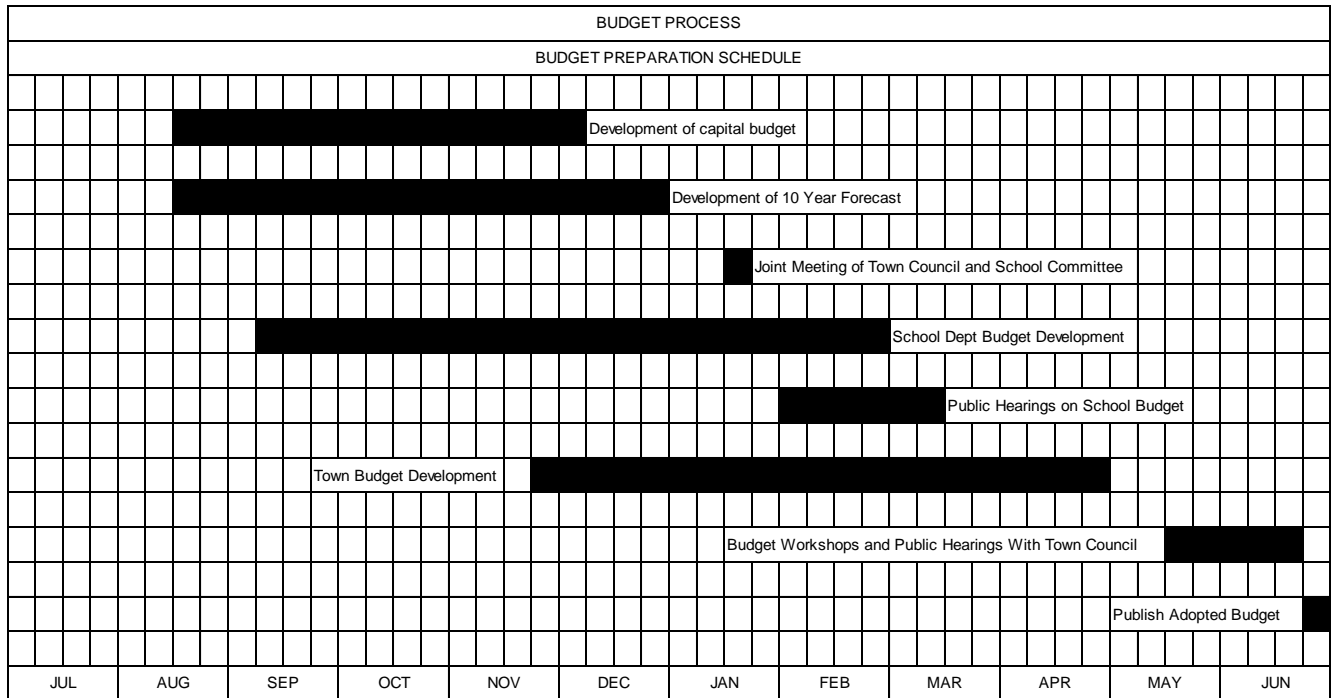 BUDGET PROCESS
BUDGET PREPARATION SCHEDULE
Development of capital budget
Development of 10 Year Forecast
Joint Meeting of Town Council and School Committee
School Dept Budget Development
Public Hearings on School Budget
Town Budget Development
Budget Workshops and Public Hearings With Town Council
Publish Adopted Budget
JUL AUG SEP OCT NOV DEC JAN FEB MAR APR MAY JUN